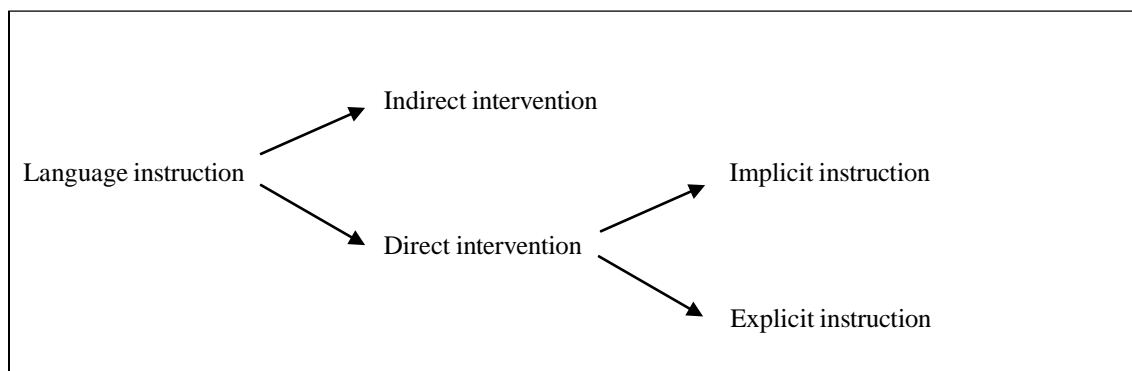 Indirect intervention
Language instruction
Implicit instruction
Direct intervention
Explicit instruction